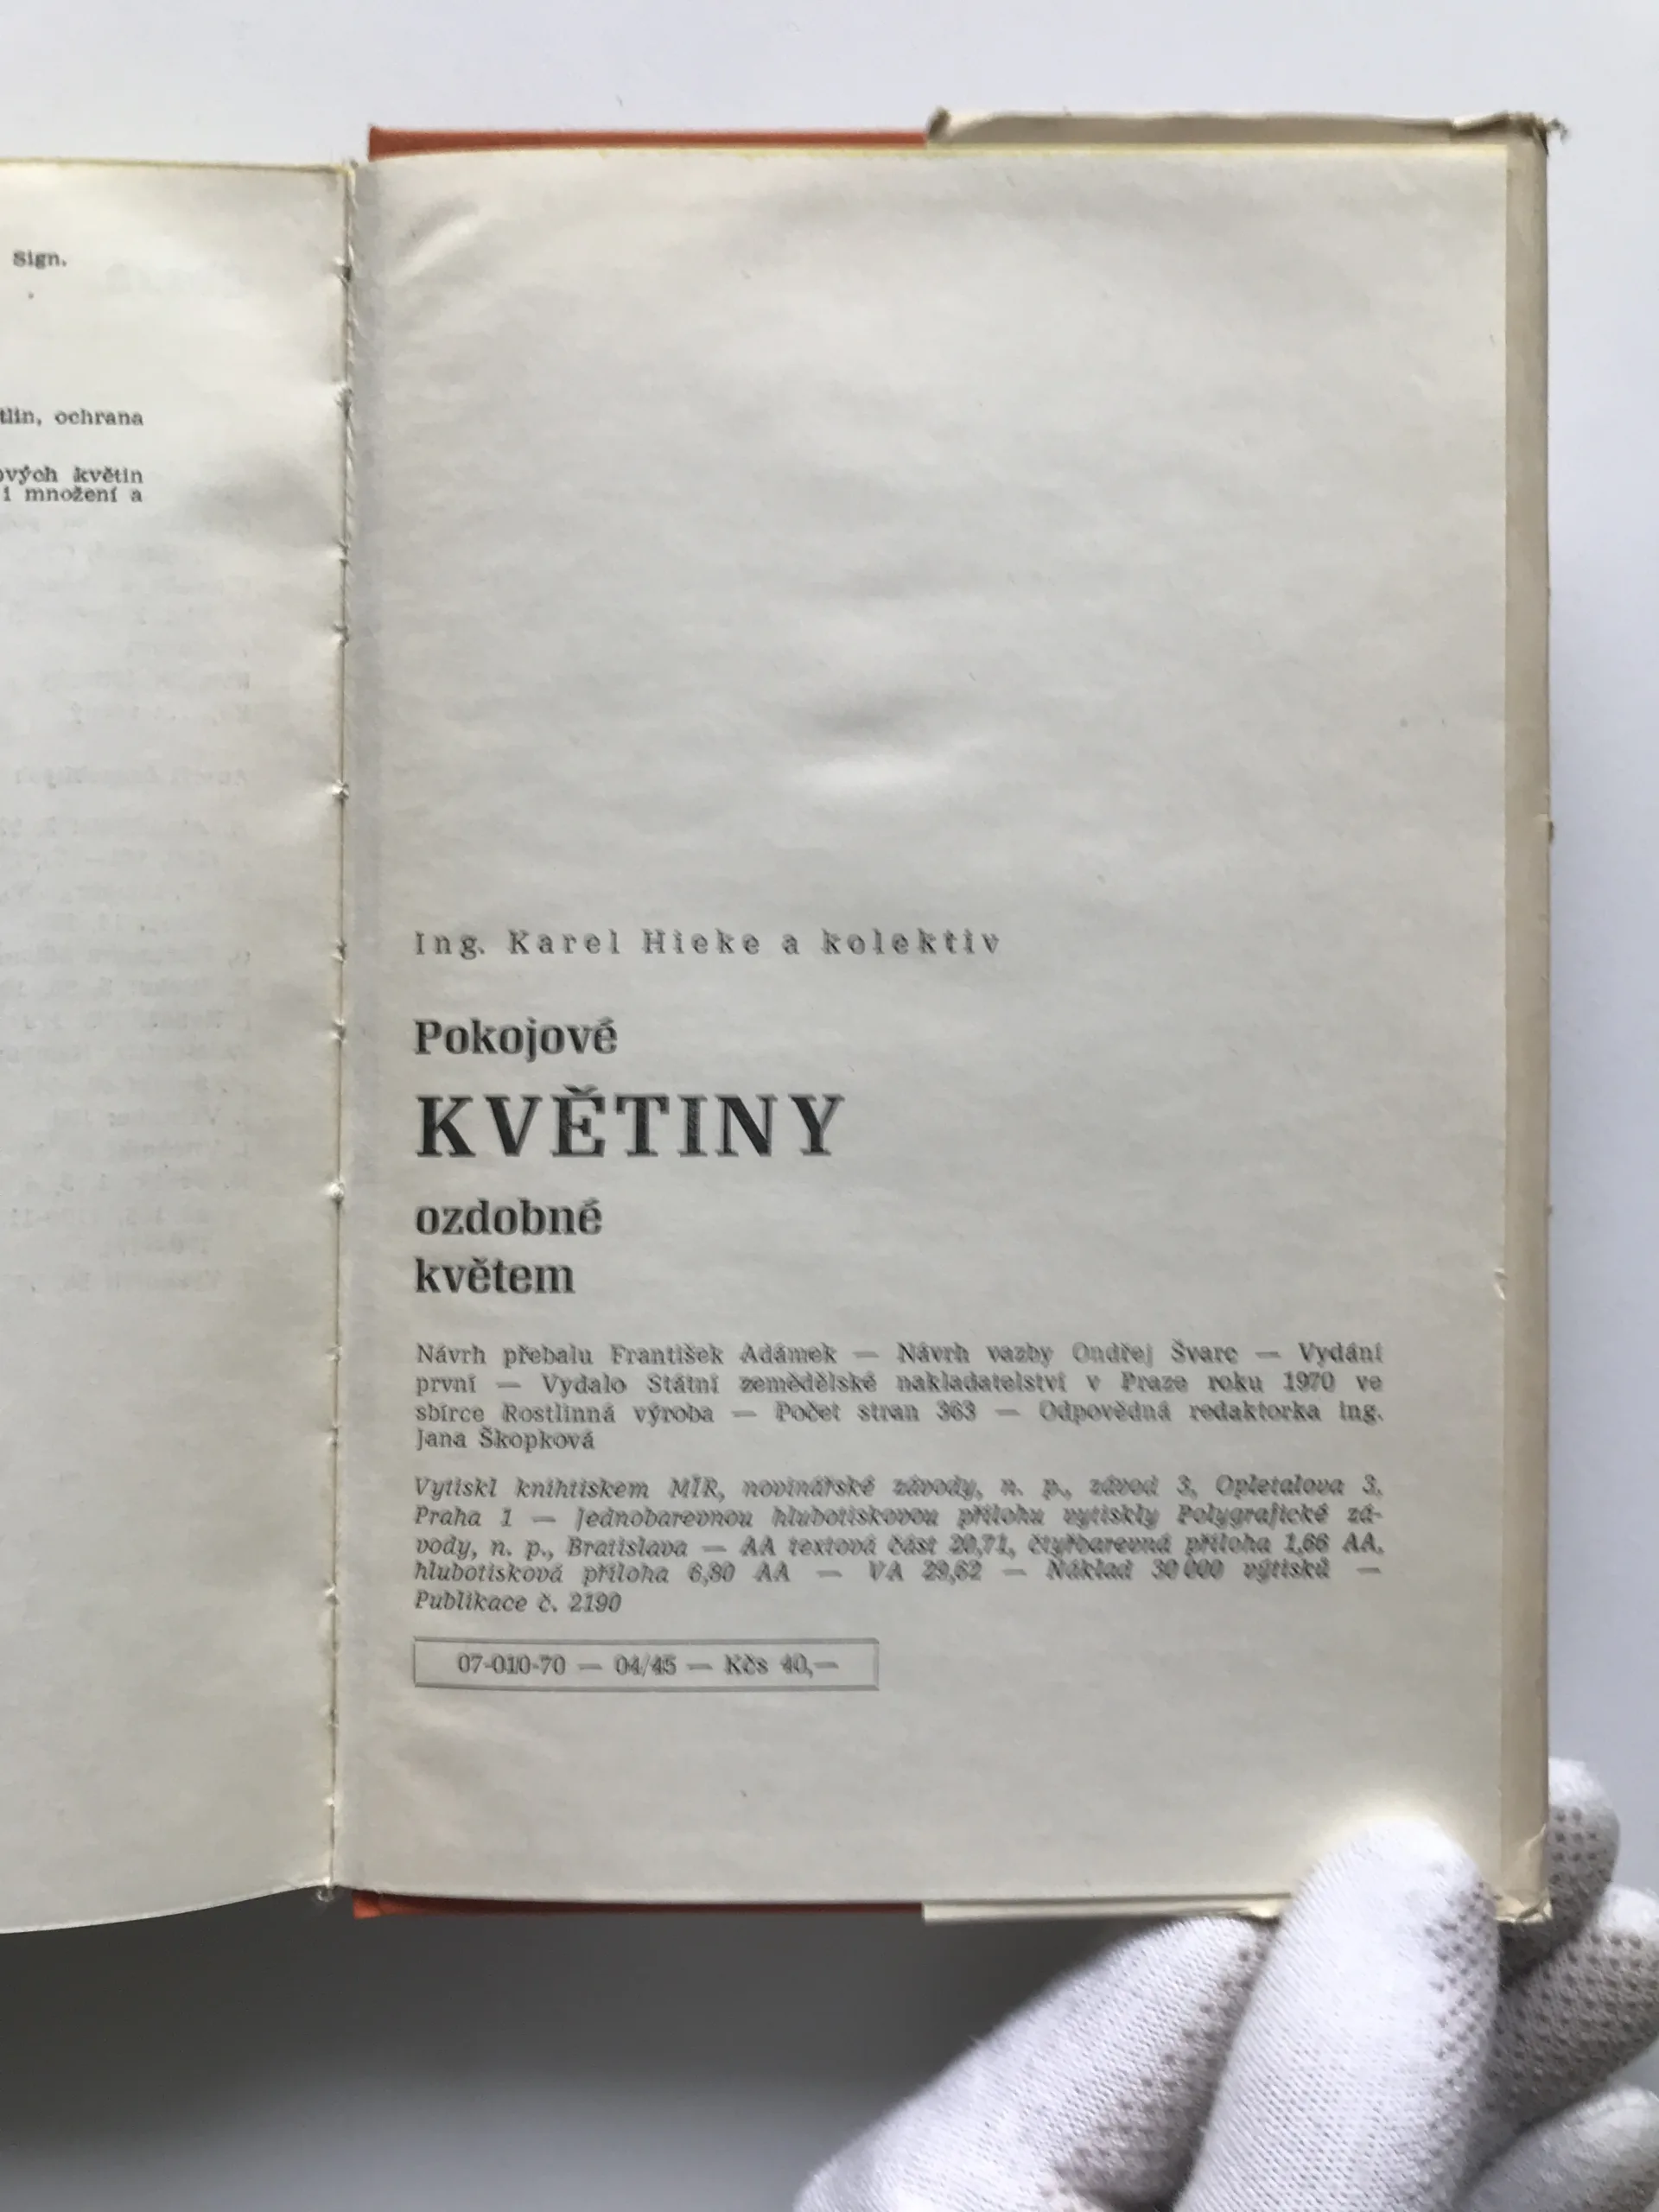 Sign.
tlin, ochrana
ových květin
i množení a
Ing. Karel Hieke a kolektiv
Pokojové
KVĚTINY
ozdobné
květem
Návrh přebalu František Adámek — Návrh vazby Ondřej Švarc — Vydání
první — Vydalo Státní zemědělské nakladatelství v Praze roku 1970 ve
sbírce Rostlinná výroba — Počet stran 363 — Odpovědná redaktorka ing.
Jana Škopková
Vytiskl knihtiskem MÍR, novinářské závody, n. p., závod 3, Opletalova 3,
Praha 1 — Jednobarevnou hlubotiskovou přílohu vytiskly Polygrafické zá-
vody, n. p., Bratislava — AA textová část 20,71, čtyřbarevná příloha 1,66 AA,
hlubotisková příloha 6,80 AA — VA 29,62 — Náklad 30 000 výtisků —
Publikace č. 2190
07-010-70 — 04/45 — Kčs 40,—